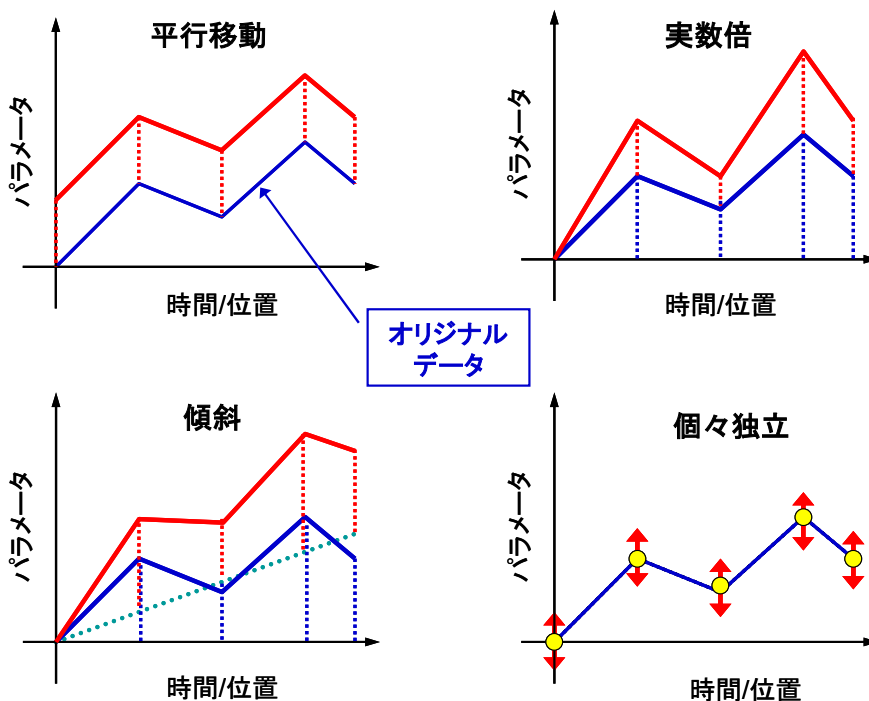 平行移動
パラメータ
時間/位置
実数倍
パラメータ
時間/位置
オリジナル
データ
傾斜
パラメータ
時間/位置
個々独立
パラメータ
時間/位置